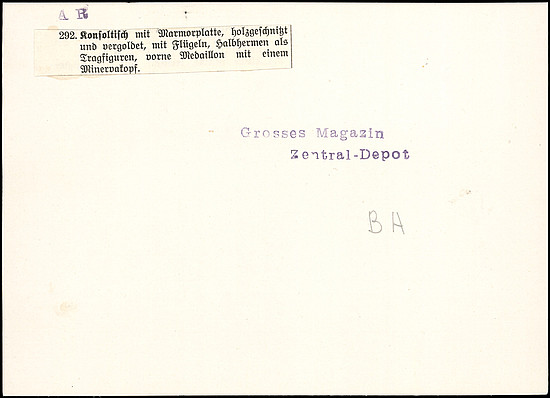 A R :
292. Konsoltisch mit Marmorplatte, holzgeschnitzt
und vergoldet, mit Flügeln, Halbhermen als
Tragfiguren, vorne Medaillon mit einem
Minervakopf.
Grosses Magazin
Zentral-Depot
BA